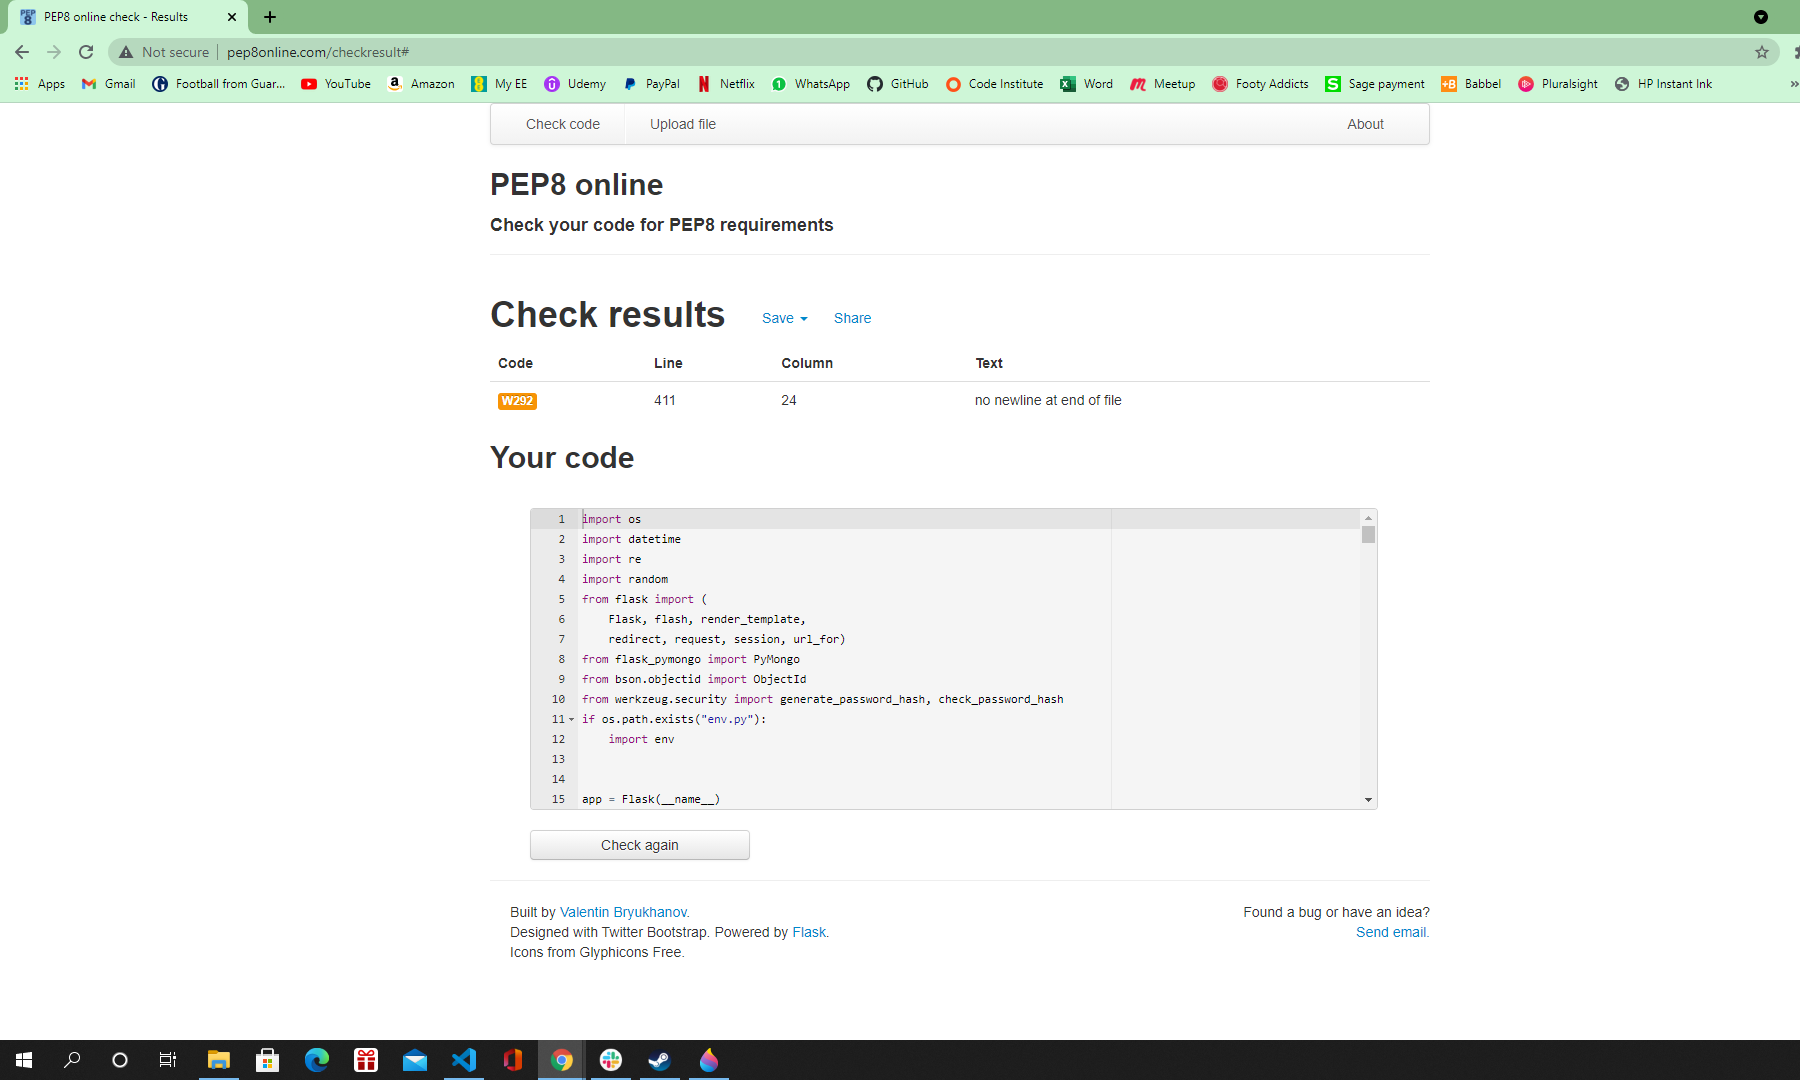 PEP8 online check - Results
Not secure
pep8online.com/checkresult#
Apps Gmail Football from Guar... YouTube Amazon My EE Udemy PayPal Netflix WhatsApp GitHub Code Institute Word Meetup Footy Addicts Sage payment Babbel Pluralsight HP Instant Ink »
Check code Upload file About
PEP8 online
Check your code for PEP8 requirements
Check results Save Share
Code Line Column Text
W292 411 24 no newline at end of file
Your code
1 import os
2 import datetime
3 import re
4 import random
5 from flask import (
6 Flask, flash, render_template,
7 redirect, request, session, url_for)
8 from flask_pymongo import PyMongo
9 from bson.objectid import ObjectId
10 from werkzeug.security import generate_password_hash, check_password_hash
11 if os.path.exists("env.py"):
12 import env
13
14
15 app = Flask(__name__)
Check again
Built by Valentin Bryukhanov.
Designed with Twitter Bootstrap. Powered by Flask.
Icons from Glyphicons Free.
Found a bug or have an idea?
Send email.